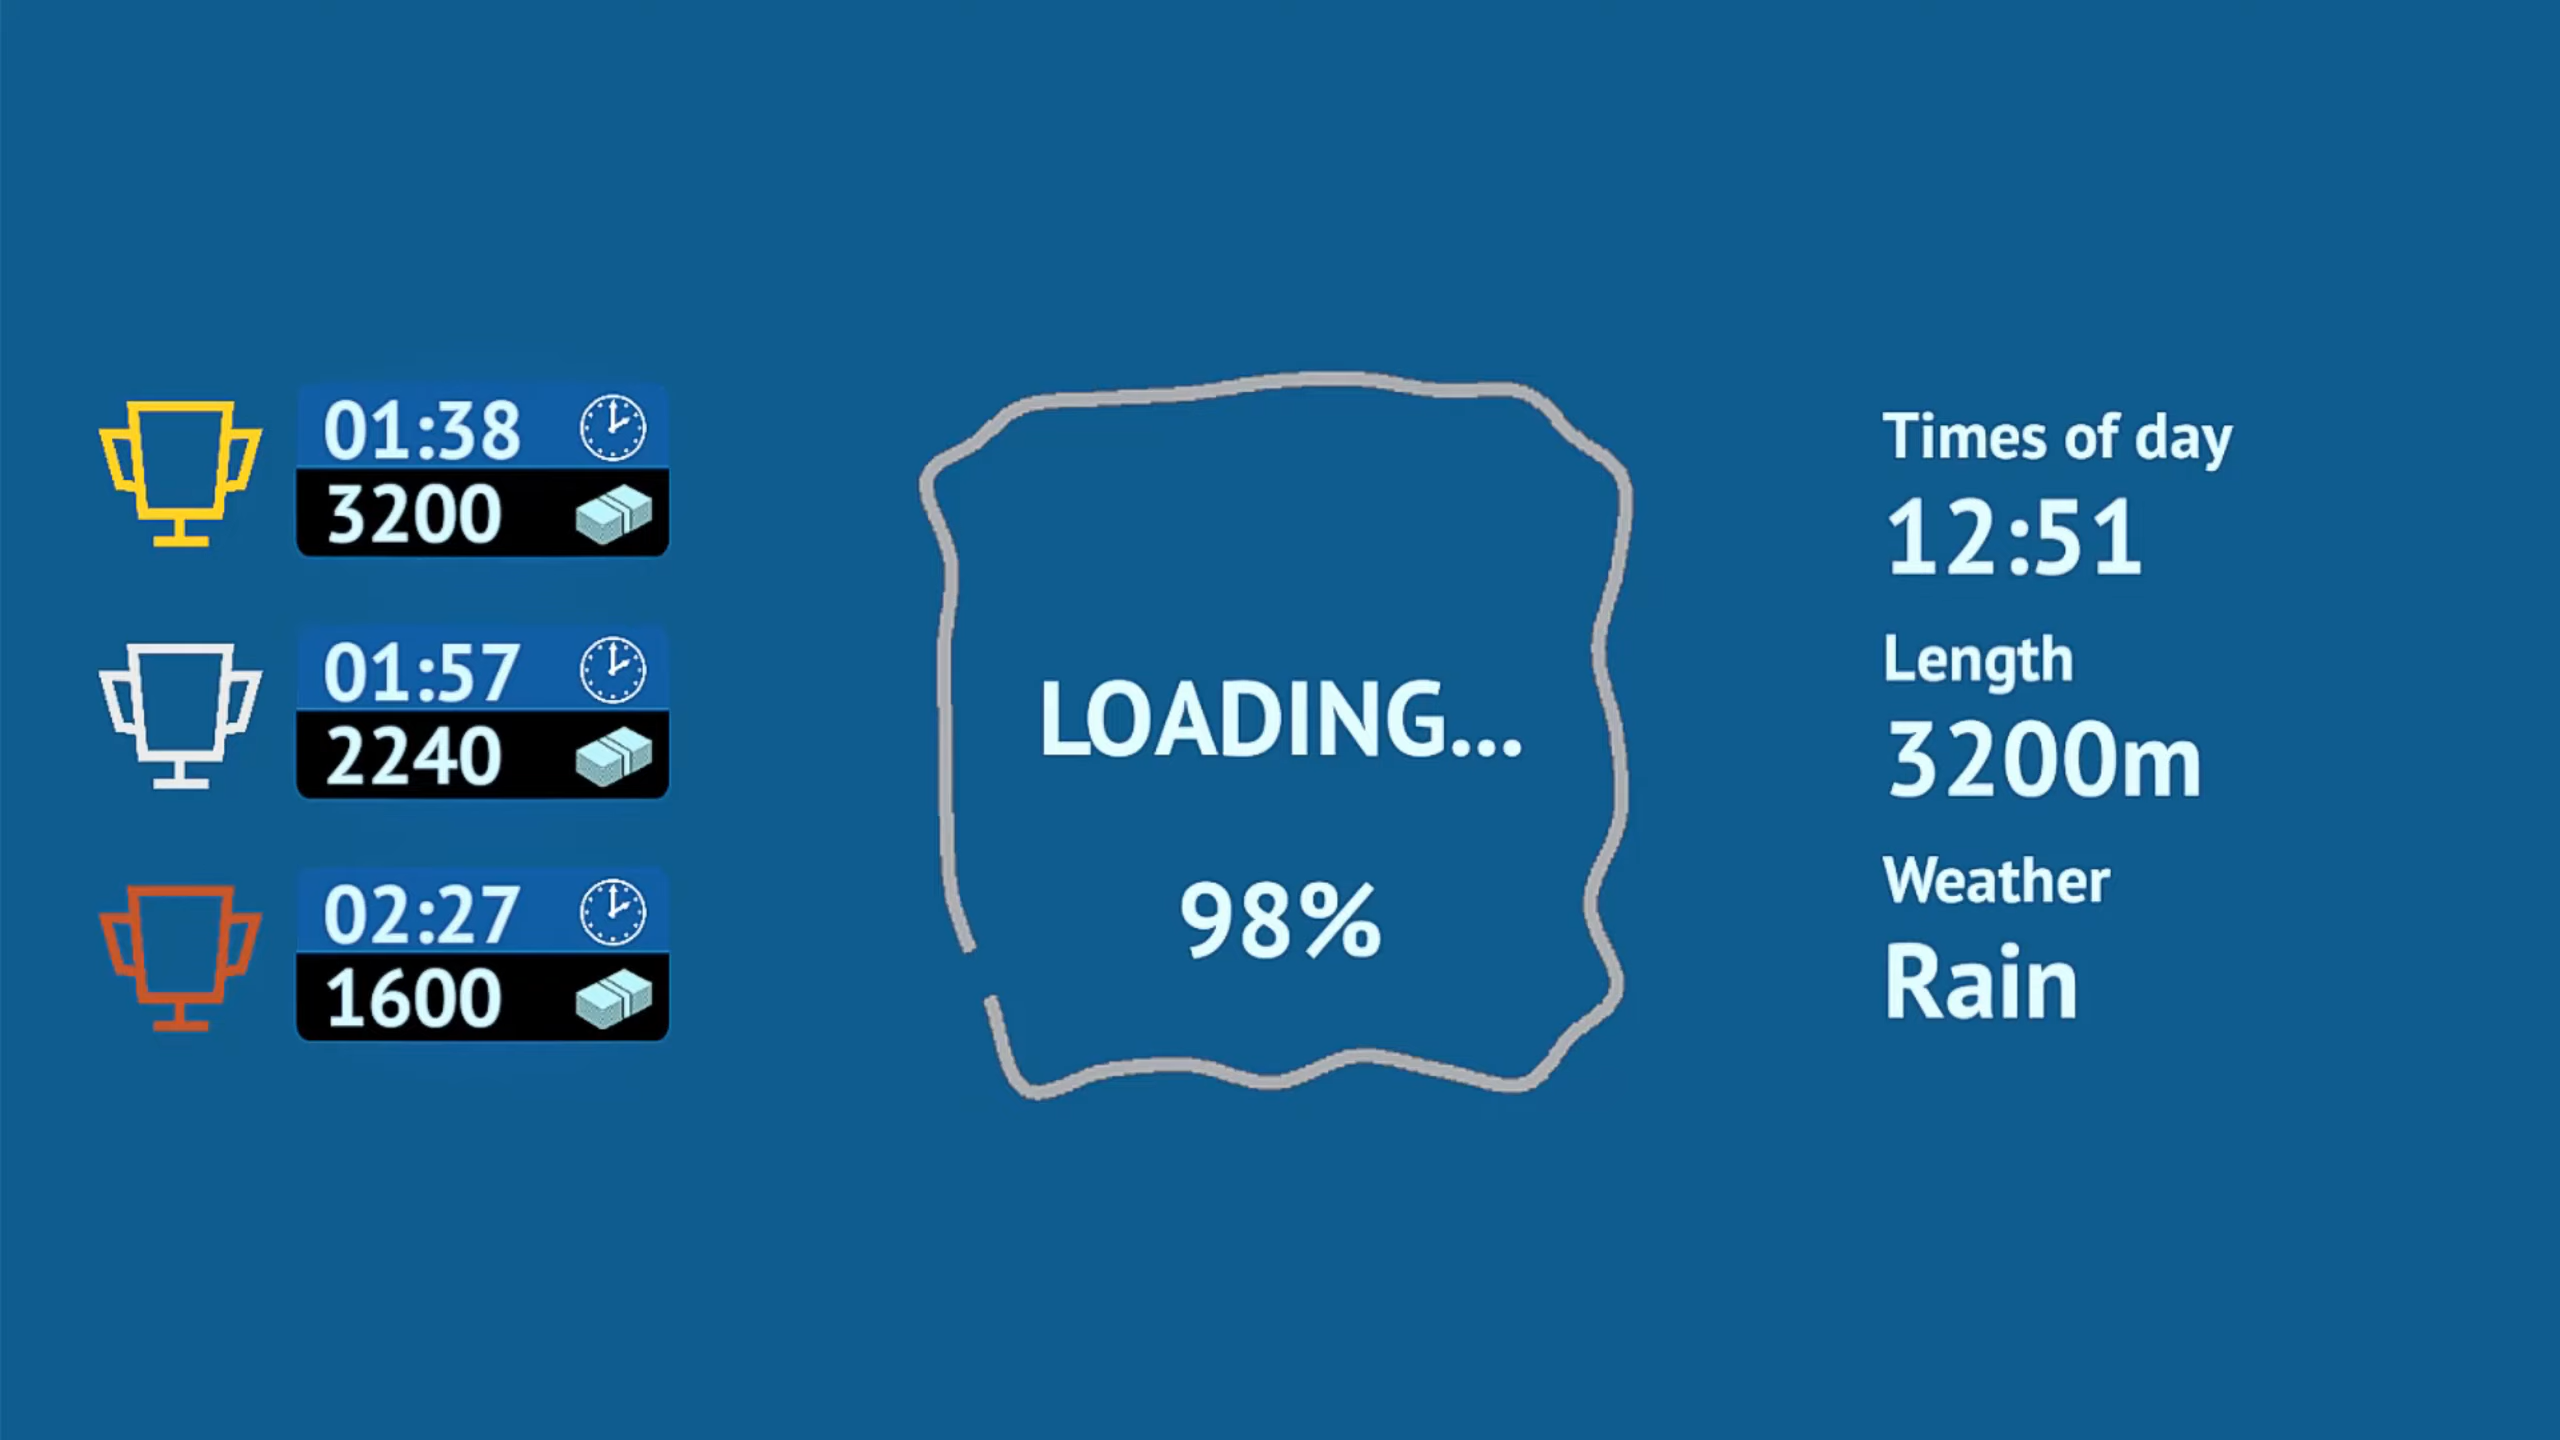 01:38
3200
01:57
2240
02:27
1600
LOADING...
98%
Times of day
12:51
Length
3200m
Weather
Rain